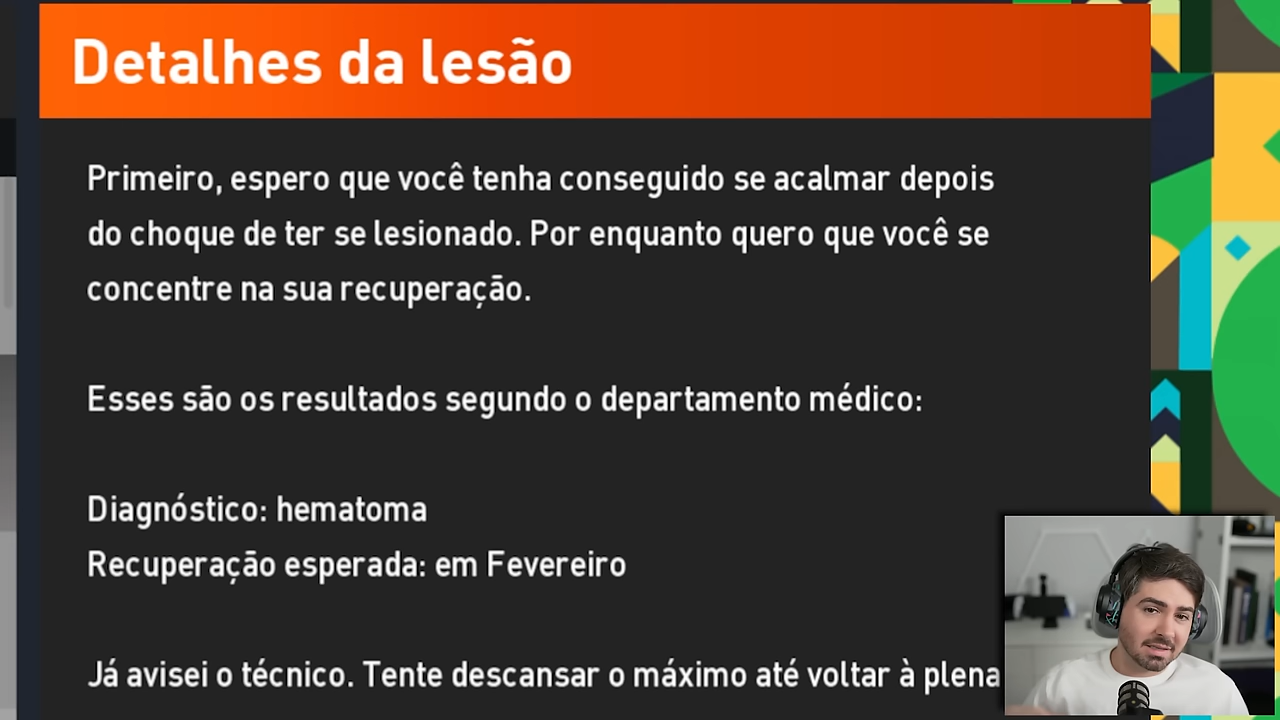 Detalhes da lesão
Primeiro, espero que você tenha conseguido se acalmar depois
do choque de ter se lesionado. Por enquanto quero que você se
concentre na sua recuperação.
Esses são os resultados segundo o departamento médico:
Diagnóstico: hematoma
Recuperação esperada: em Fevereiro
Já avisei o técnico. Tente descansar o máximo até voltar à plena